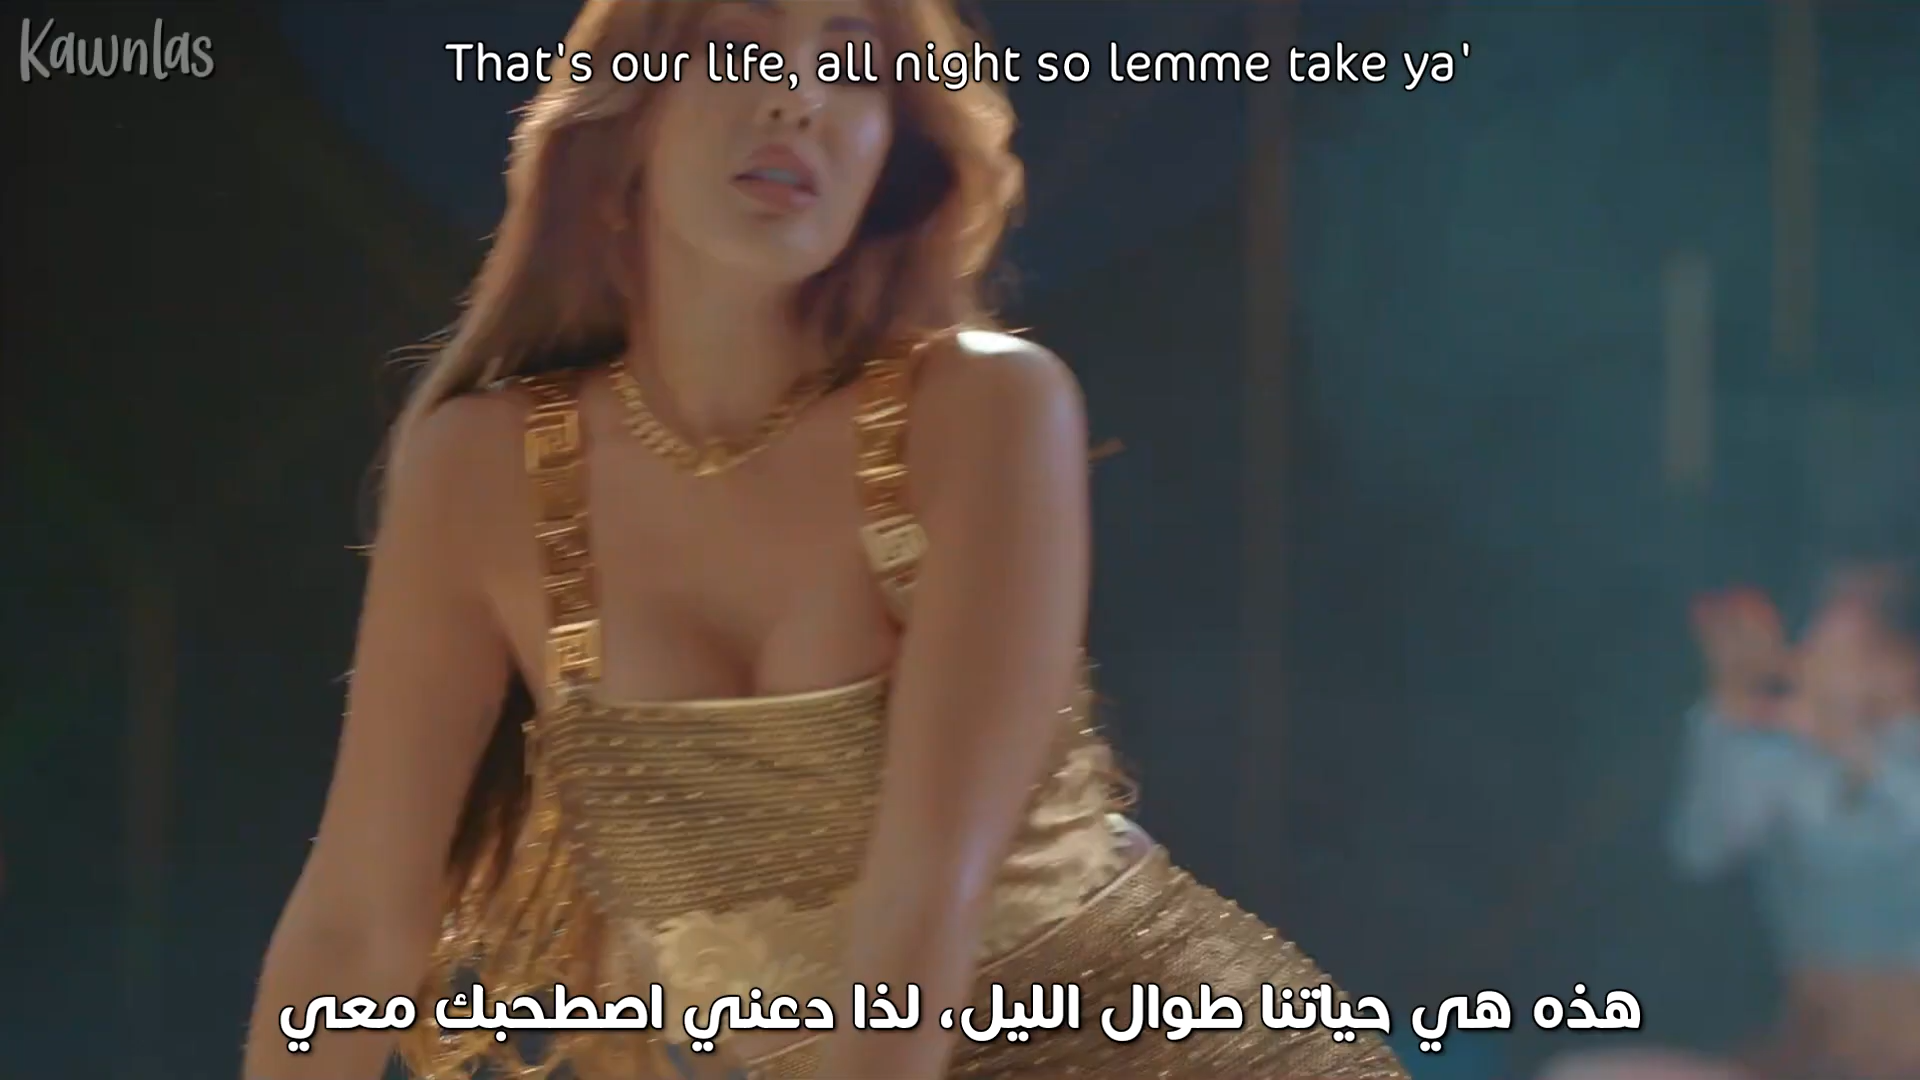 Kawnlas
That's our life, all night so lemme take ya'
هذه هي حياتنا طوال الليل، لذا دعني اصطحبك معي